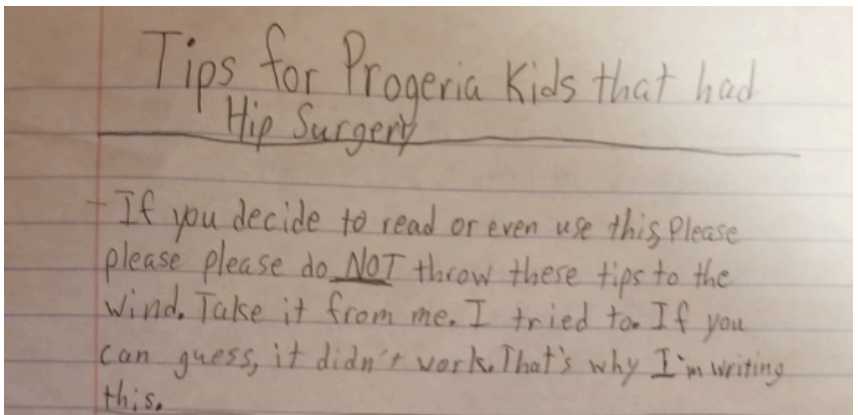 Tips for Progeria Kids that had
Hip Surgery
- If you decide to read or even use this, Please
please please do NOT throw these tips to the
wind. Take it from me. I tried to. If you
can guess, it didn't work. That's why I'm writing
this.